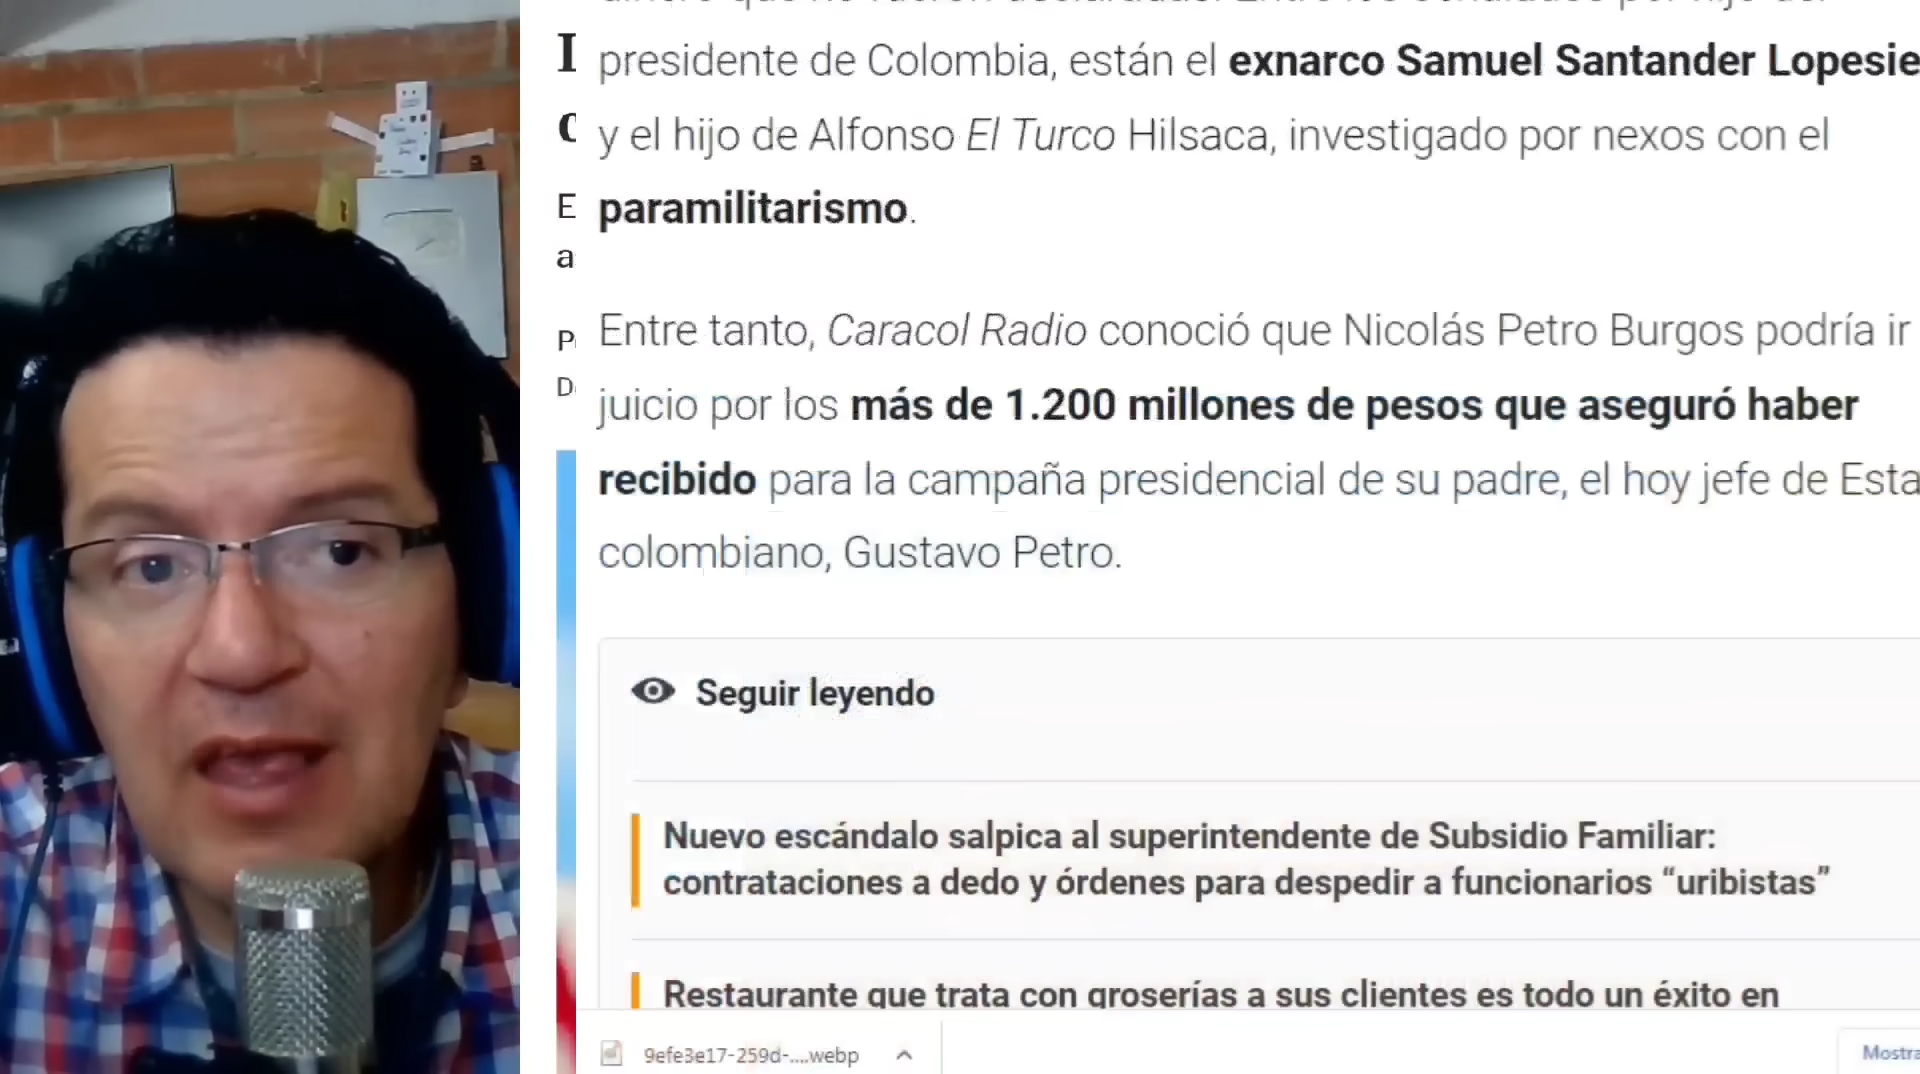 presidente de Colombia, están el exnarco Samuel Santander Lopesie
y el hijo de Alfonso El Turco Hilsaca, investigado por nexos con el
paramilitarismo.
Entre tanto, Caracol Radio conoció que Nicolás Petro Burgos podría ir
juicio por los más de 1.200 millones de pesos que aseguró haber
recibido para la campaña presidencial de su padre, el hoy jefe de Esta
colombiano, Gustavo Petro.
Seguir leyendo
Nuevo escándalo salpica al superintendente de Subsidio Familiar:
contrataciones a dedo y órdenes para despedir a funcionarios “uribistas”
Restaurante que trata con groserías a sus clientes es todo un éxito en
9efe3e17-259d-....webp
Mostra